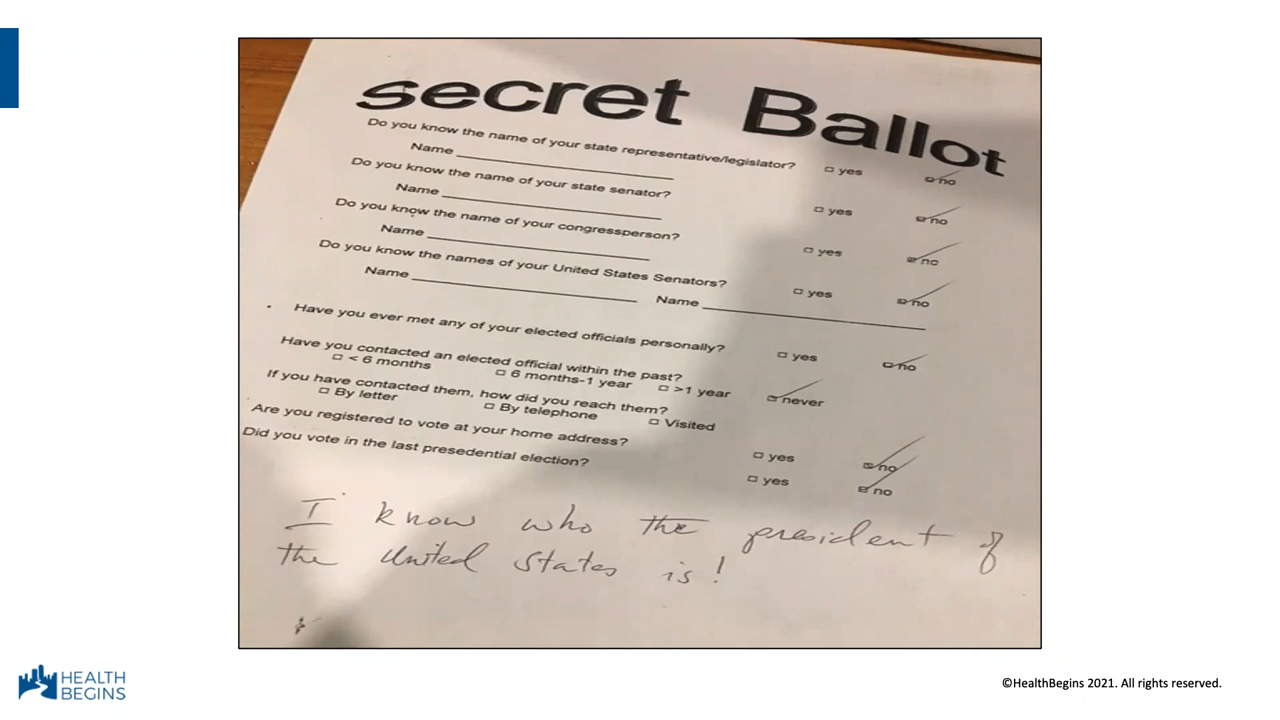 secret Ballot
Do you know the name of your state representative/legislator? yes no
Name
Do you know the name of your state senator? yes no
Name
Do you know the name of your congressperson? yes no
Name
Do you know the names of your United States Senators? yes no
Name Name
Have you ever met any of your elected officials personally? yes no
Have you contacted an elected official within the past?
< 6 months 6 months-1 year >1 year never
If you have contacted them, how did you reach them?
By letter By telephone Visited
Are you registered to vote at your home address? yes no
Did you vote in the last presedential election? yes no
I know who the president of
the United States is!
HEALTH
BEGINS
©HealthBegins 2021. All rights reserved.